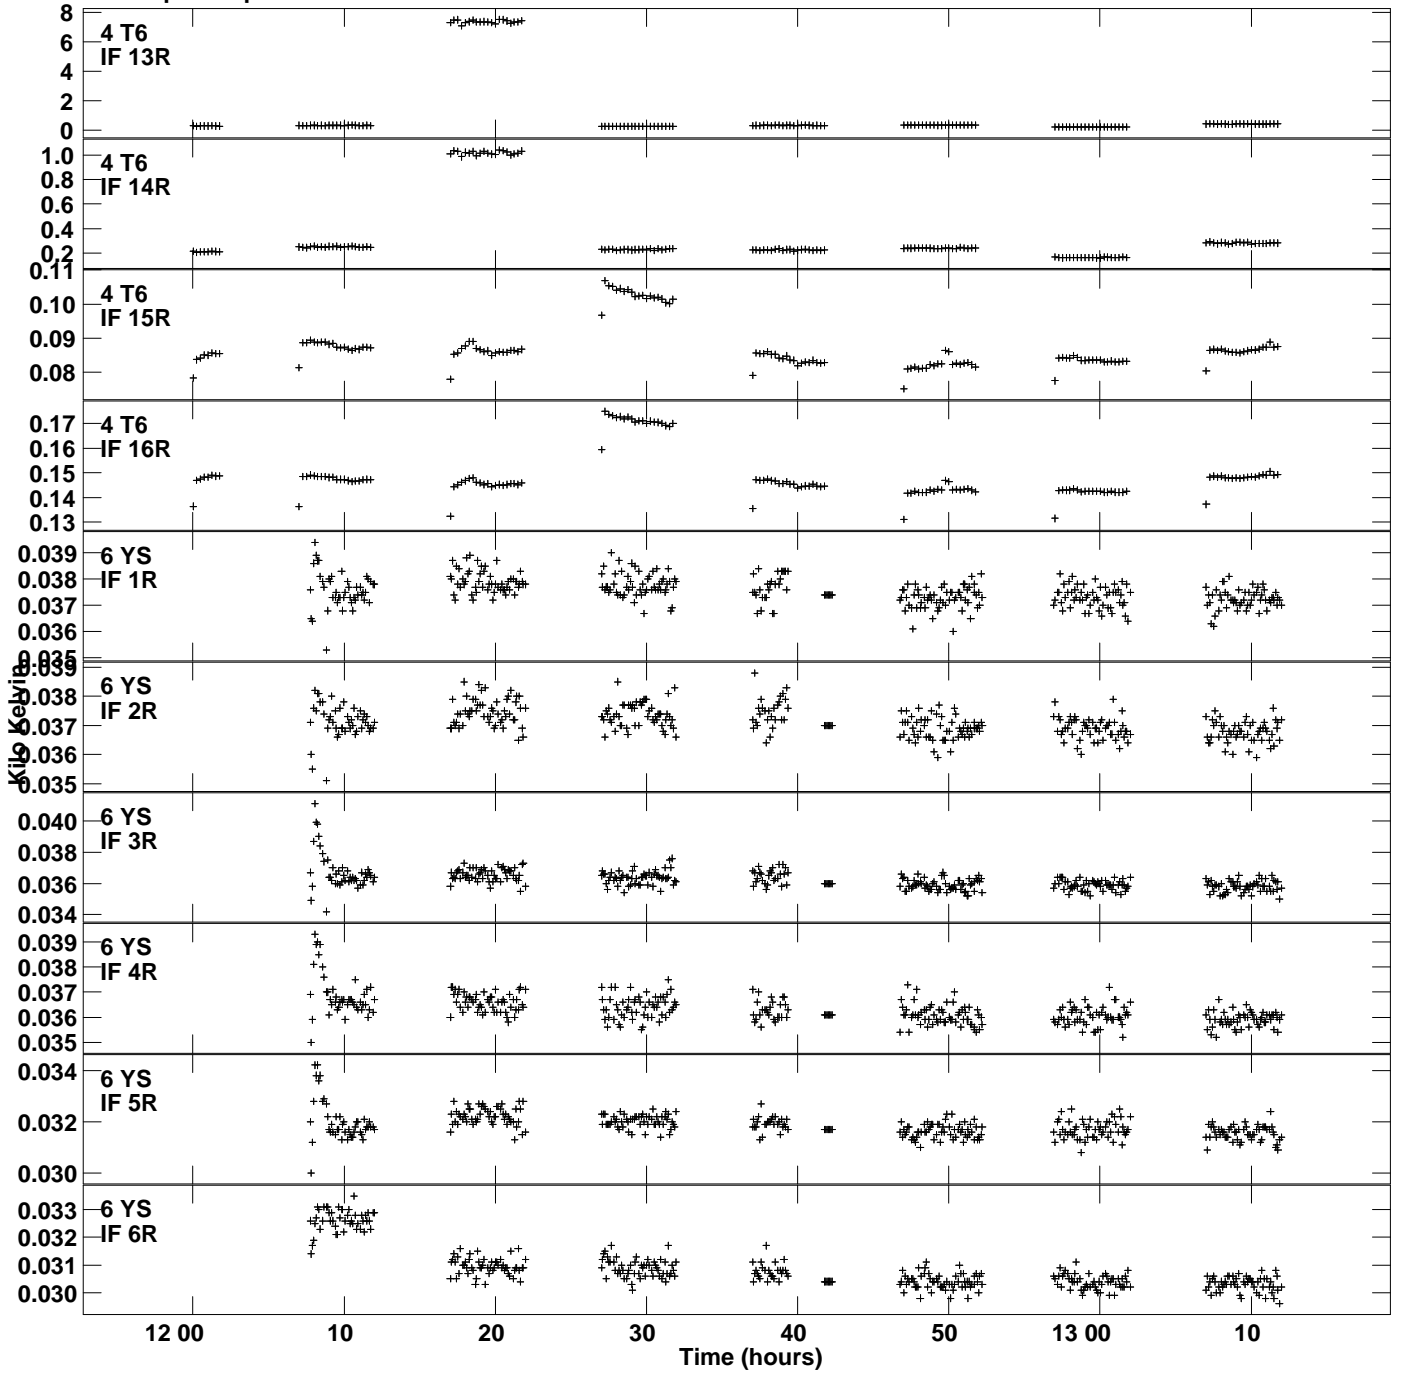 8
6
4
2
0
4 T6
IF 13R
1.0
0.8
0.6
0.4
0.2
4 T6
IF 14R
0.11
0.10
0.09
0.08
4 T6
IF 15R
0.17
0.16
0.15
0.14
0.13
4 T6
IF 16R
0.039
0.038
0.037
0.036
0.035
6 YS
IF 1R
0.039
0.038
0.037
0.036
0.035
6 YS
IF 2R
Kilo Kelvin
0.040
0.038
0.036
0.034
6 YS
IF 3R
0.039
0.038
0.037
0.036
0.035
6 YS
IF 4R
0.034
0.032
0.030
6 YS
IF 5R
0.033
0.032
0.031
0.030
6 YS
IF 6R
12 00 10 20 30 40 50 13 00 10
Time (hours)